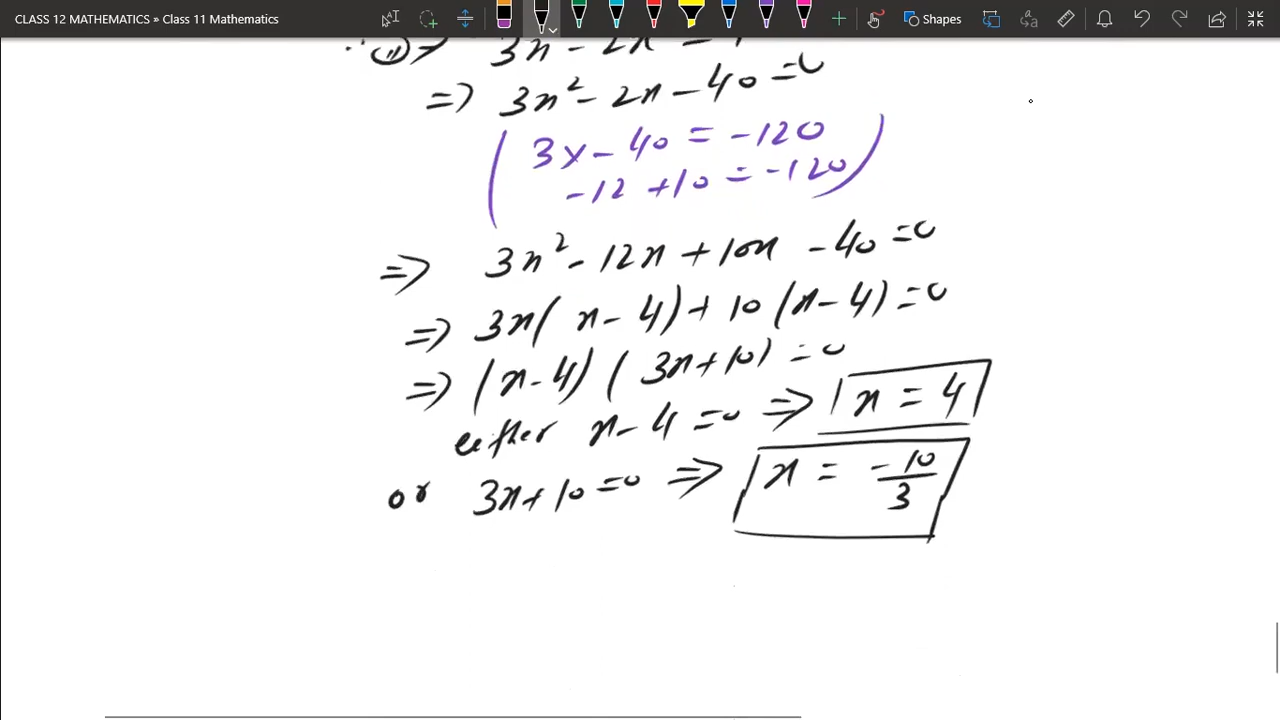 CLASS 12 MATHEMATICS » Class 11 Mathematics
Shapes
3x - 2x
=> 3x² - 2x - 40 = 0
( 3 x - 40 = -120
-12 + 10 = -120 )
=> 3x² - 12x + 10x - 40 = 0
=> 3x( x - 4) + 10 (x - 4) = 0
=> (x - 4) ( 3x + 10) = 0
either x - 4 = 0 => x = 4
or 3x + 10 = 0 => x = -10/3